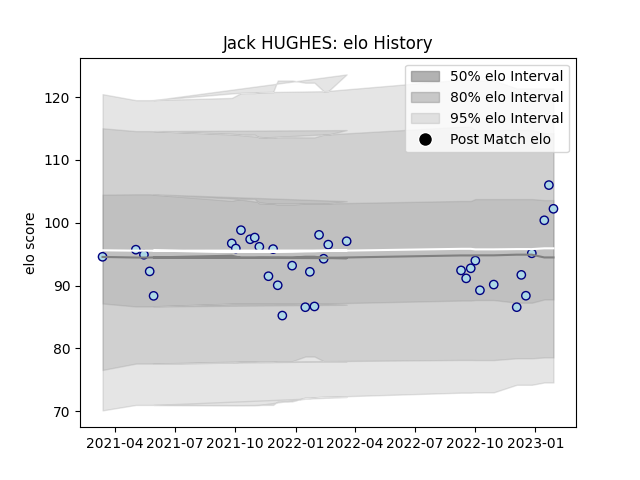 Jack HUGHES: elo History
50% elo Interval
80% elo Interval
95% elo Interval
Post Match elo
elo score
120
110
100
90
80
70
2021-04 2021-07 2021-10 2022-01 2022-04 2022-07 2022-10 2023-01